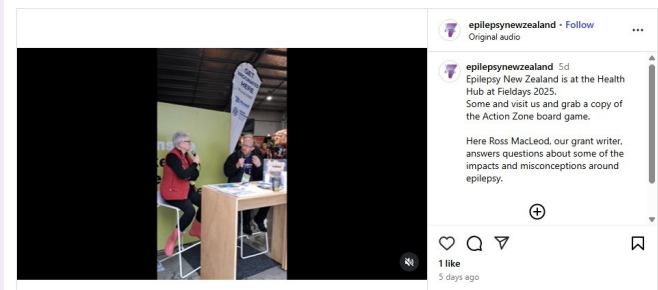 epilepsynewzealand • Follow
Original audio
epilepsynewzealand 5d
Epilepsy New Zealand is at the Health
Hub at Fieldays 2025.
Some and visit us and grab a copy of
the Action Zone board game.
Here Ross MacLeod, our grant writer,
answers questions about some of the
impacts and misconceptions around
epilepsy.
1 like
5 days ago
GET
HERE